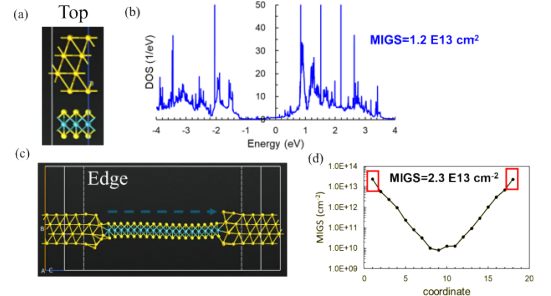 (a)
Top
(b)
MIGS=1.2 E13 cm²
DOS (1/eV)
50
40
30
20
10
0
-4 -3 -2 -1 0 1 2 3 4
Energy (eV)
(c)
Edge
B
A C
(d)
MIGS=2.3 E13 cm⁻²
MIGS (cm⁻²)
1.0E+14
1.0E+13
1.0E+12
1.0E+11
1.0E+10
1.0E+09
0 5 10 15 20
coordinate